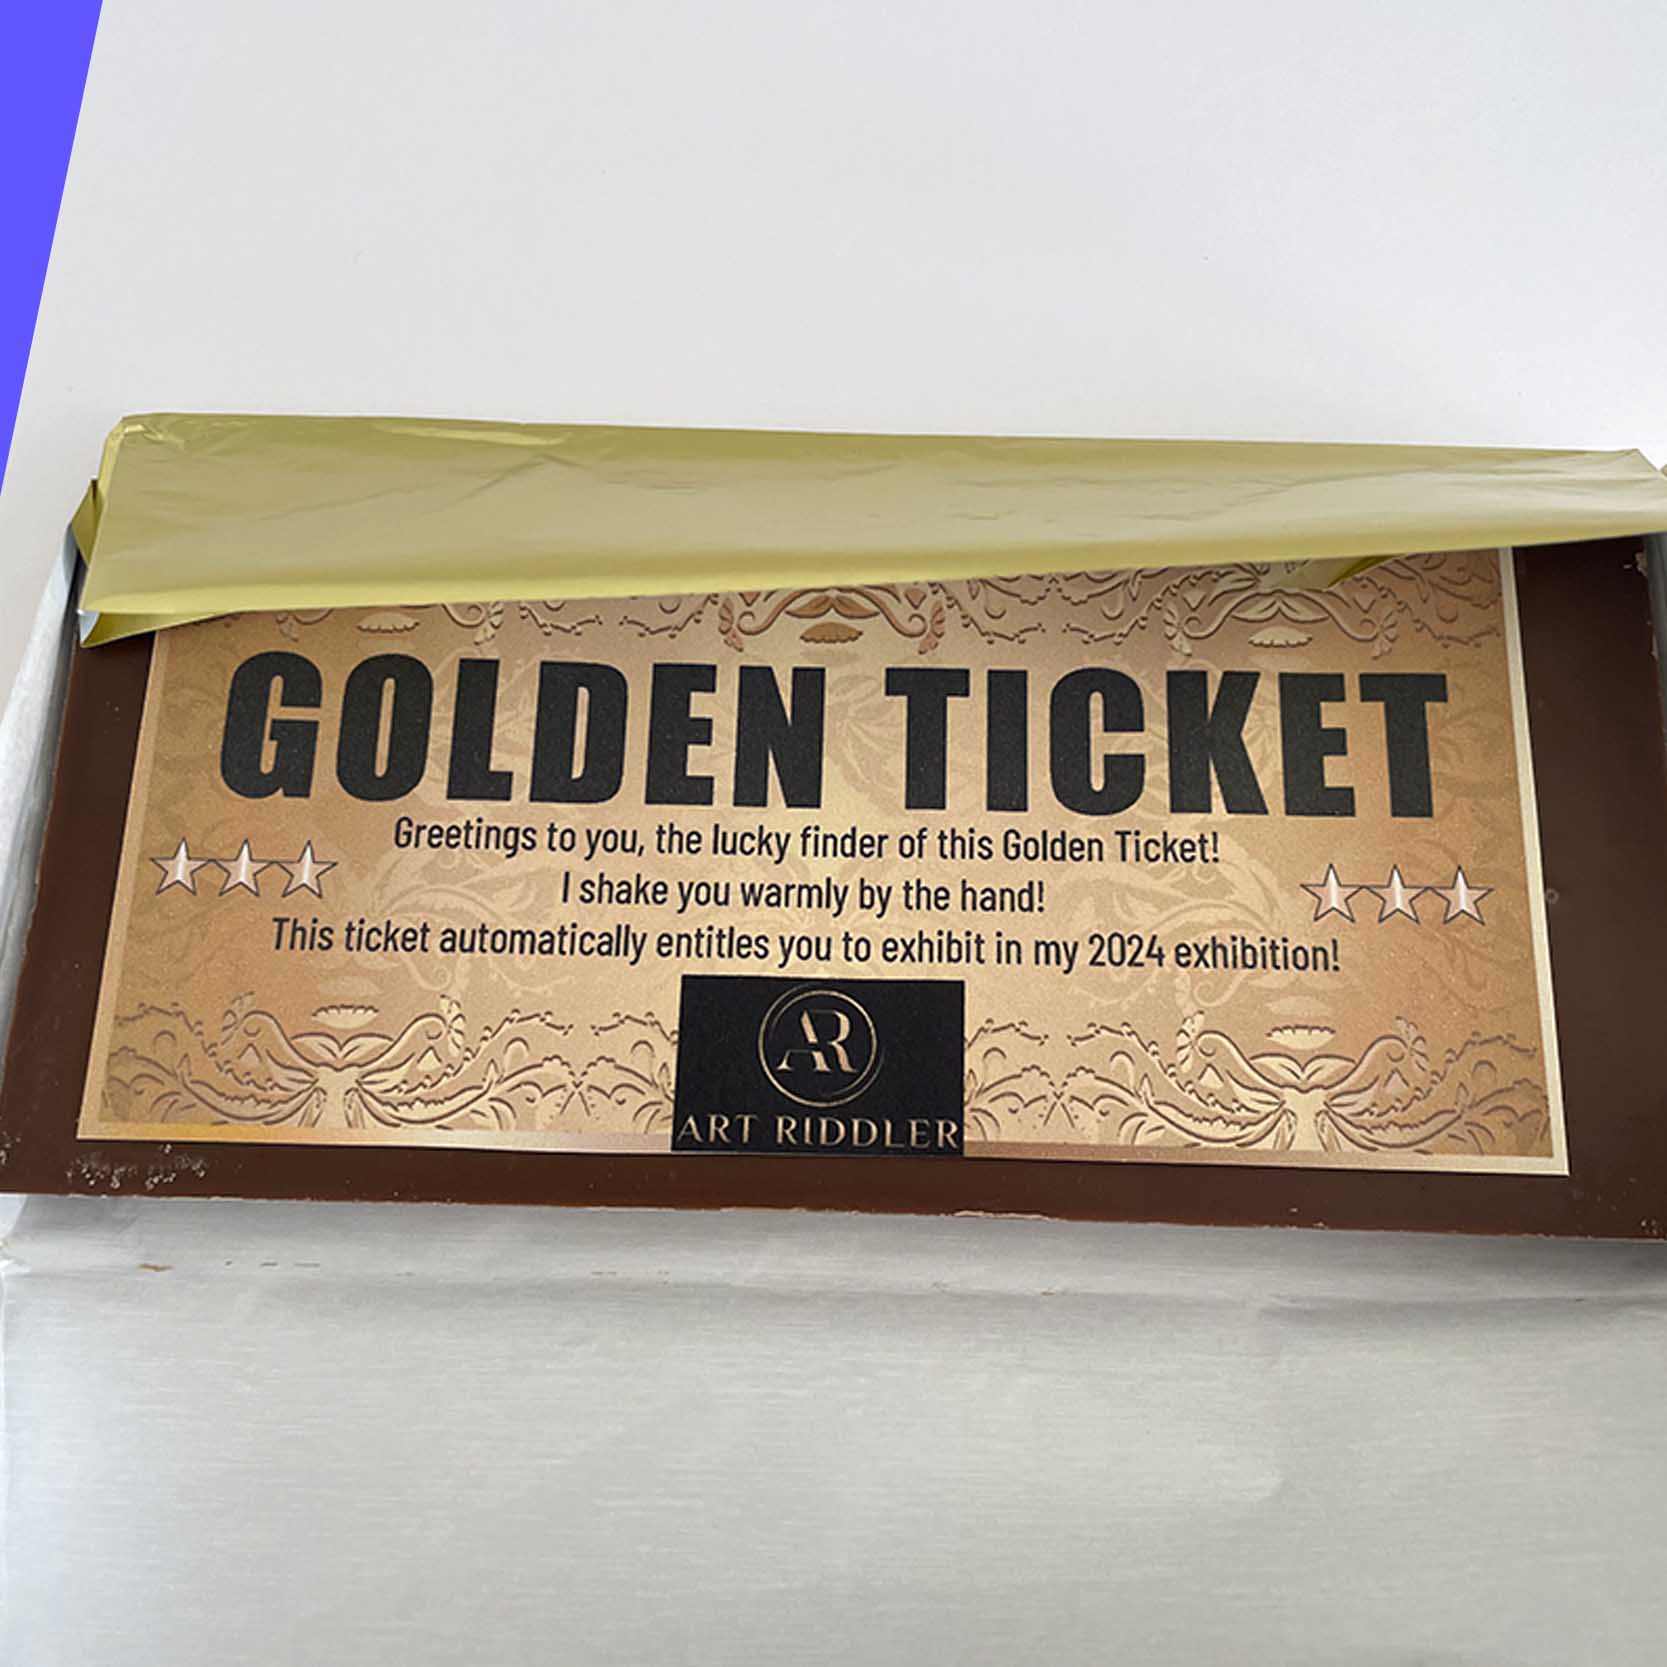 GOLDEN TICKET
Greetings to you, the lucky finder of this Golden Ticket!
I shake you warmly by the hand!
This ticket automatically entitles you to exhibit in my 2024 exhibition!
AR
ART RIDDLER